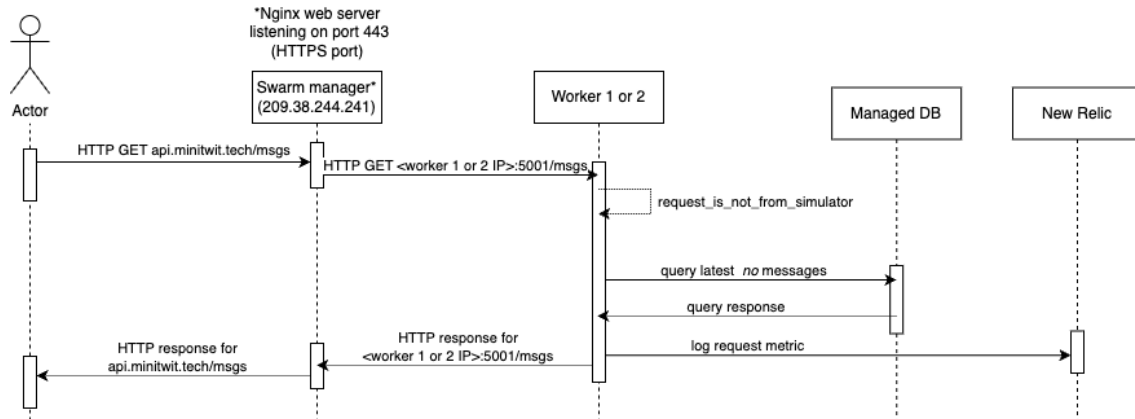 *Nginx web server
listening on port 443
(HTTPS port)
Actor
Swarm manager*
(209.38.244.241)
Worker 1 or 2
Managed DB
New Relic
HTTP GET api.minitwit.tech/msgs
HTTP GET <worker 1 or 2 IP>:5001/msgs
request_is_not_from_simulator
query latest no messages
query response
HTTP response for
<worker 1 or 2 IP>:5001/msgs
log request metric
HTTP response for
api.minitwit.tech/msgs